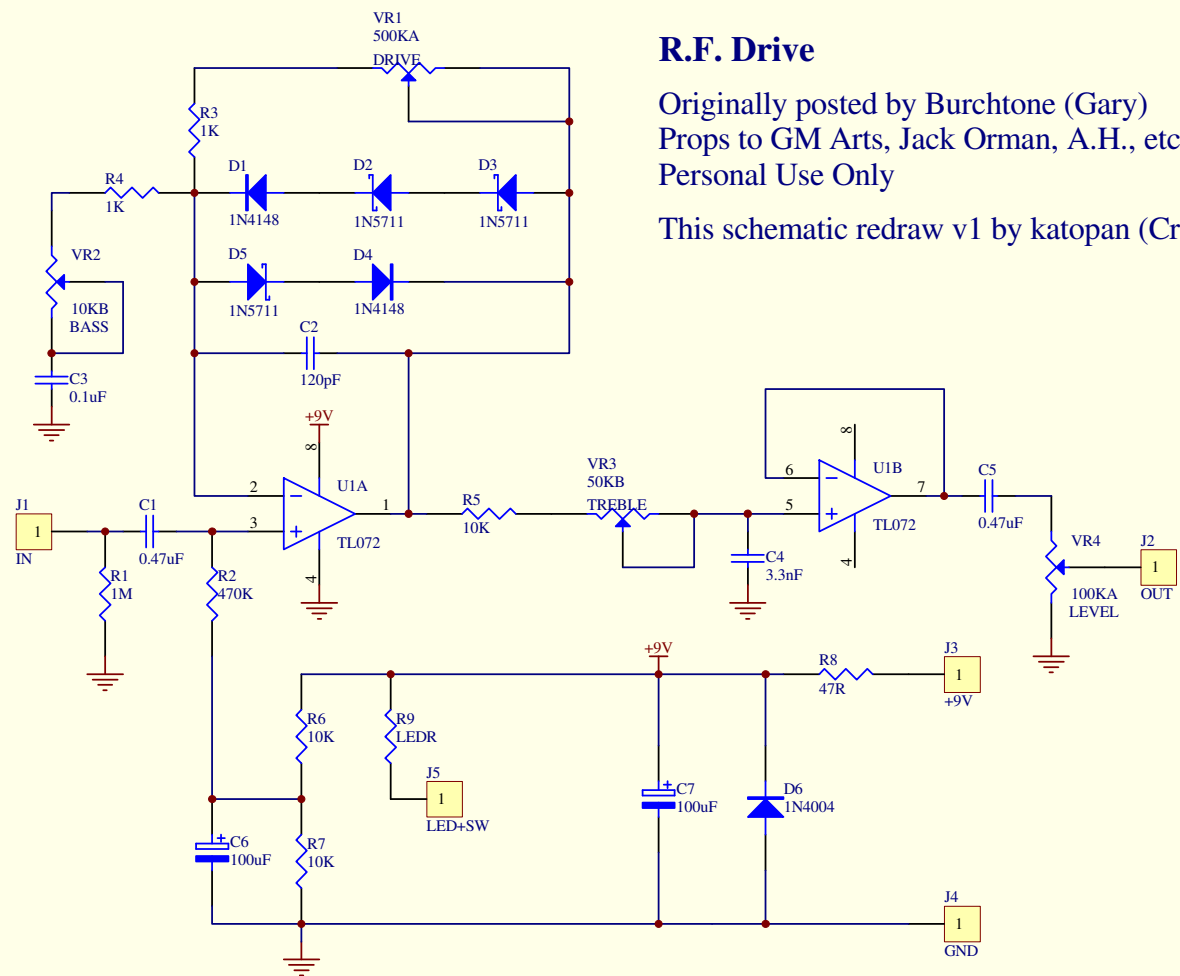 R.F. Drive
Originally posted by Burchtone (Gary)
Props to GM Arts, Jack Orman, A.H., etc
Personal Use Only
This schematic redraw v1 by katopan (Cr
VR1
500KA
DRIVE
R3
1K
D1
1N4148
D2
1N5711
D3
1N5711
R4
1K
VR2
10KB
BASS
D5
1N5711
D4
1N4148
C2
120pF
C3
0.1uF
+9V
8
U1A
2
3
1
TL072
4
VR3
50KB
TREBLE
R5
10K
8
U1B
6
5
7
TL072
4
C5
0.47uF
J1
1
IN
C1
0.47uF
R1
1M
R2
470K
C4
3.3nF
VR4
100KA
LEVEL
J2
1
OUT
+9V
R8
47R
J3
1
+9V
R6
10K
R9
LEDR
J5
1
LED+SW
C7
100uF
D6
1N4004
C6
100uF
R7
10K
J4
1
GND